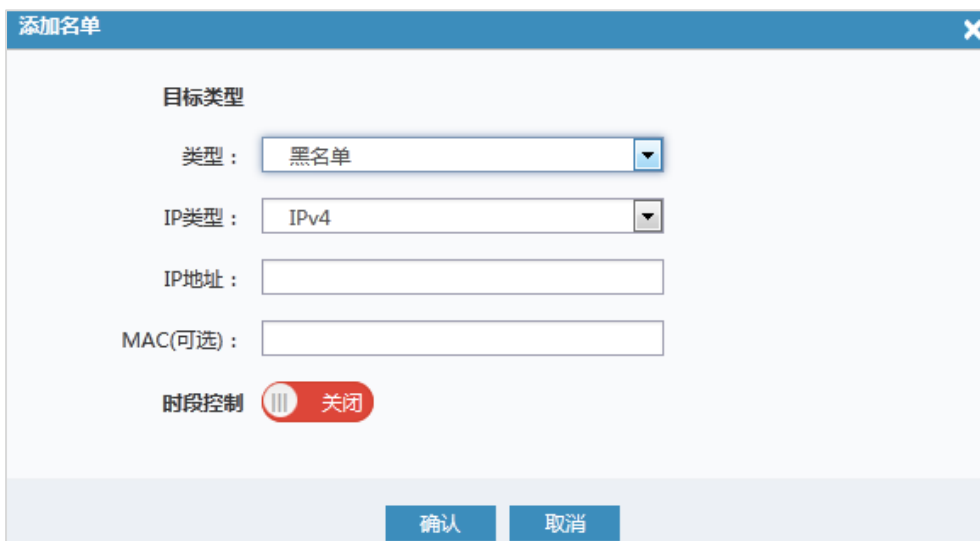 添加名单
目标类型
类型： 黑名单
IP类型： IPv4
IP地址：
MAC(可选)：
时段控制 关闭
确认 取消